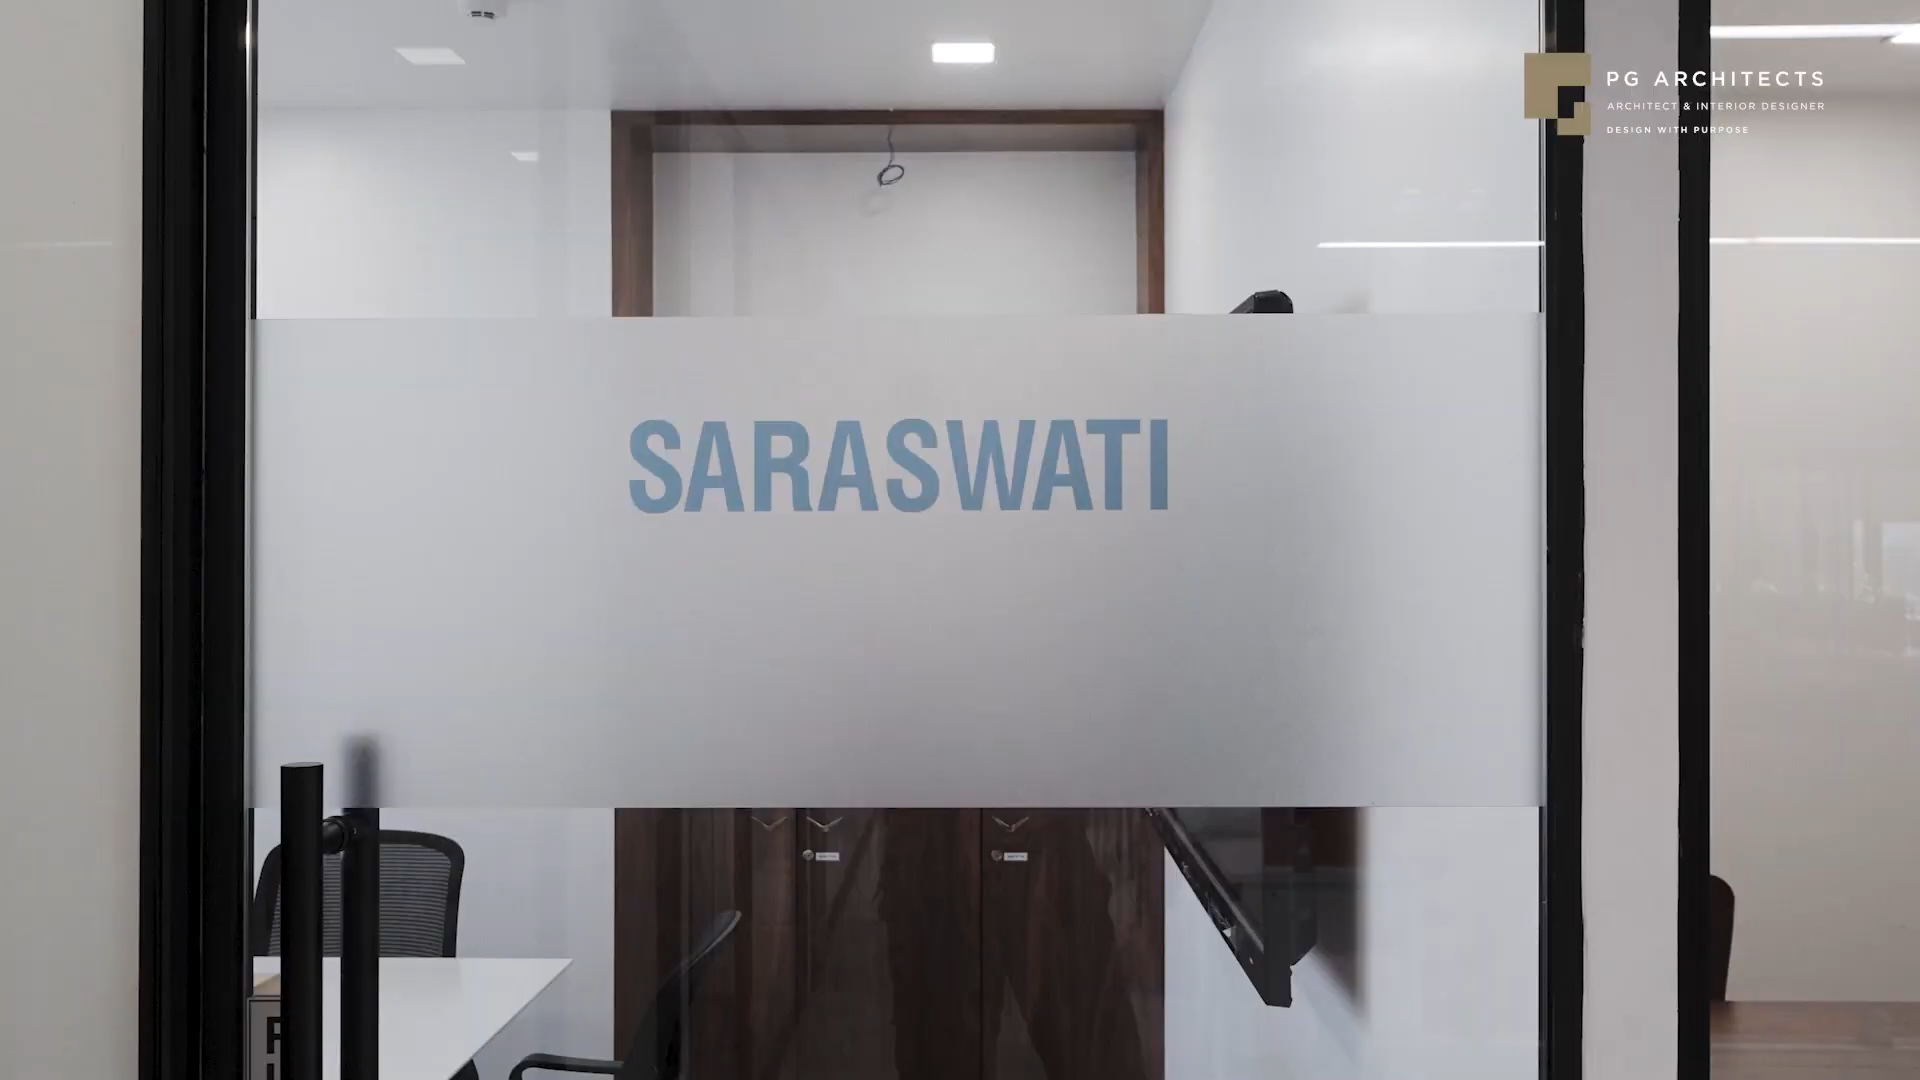 PG ARCHITECTS
ARCHITECT & INTERIOR DESIGNER
DESIGN WITH PURPOSE
SARASWATI